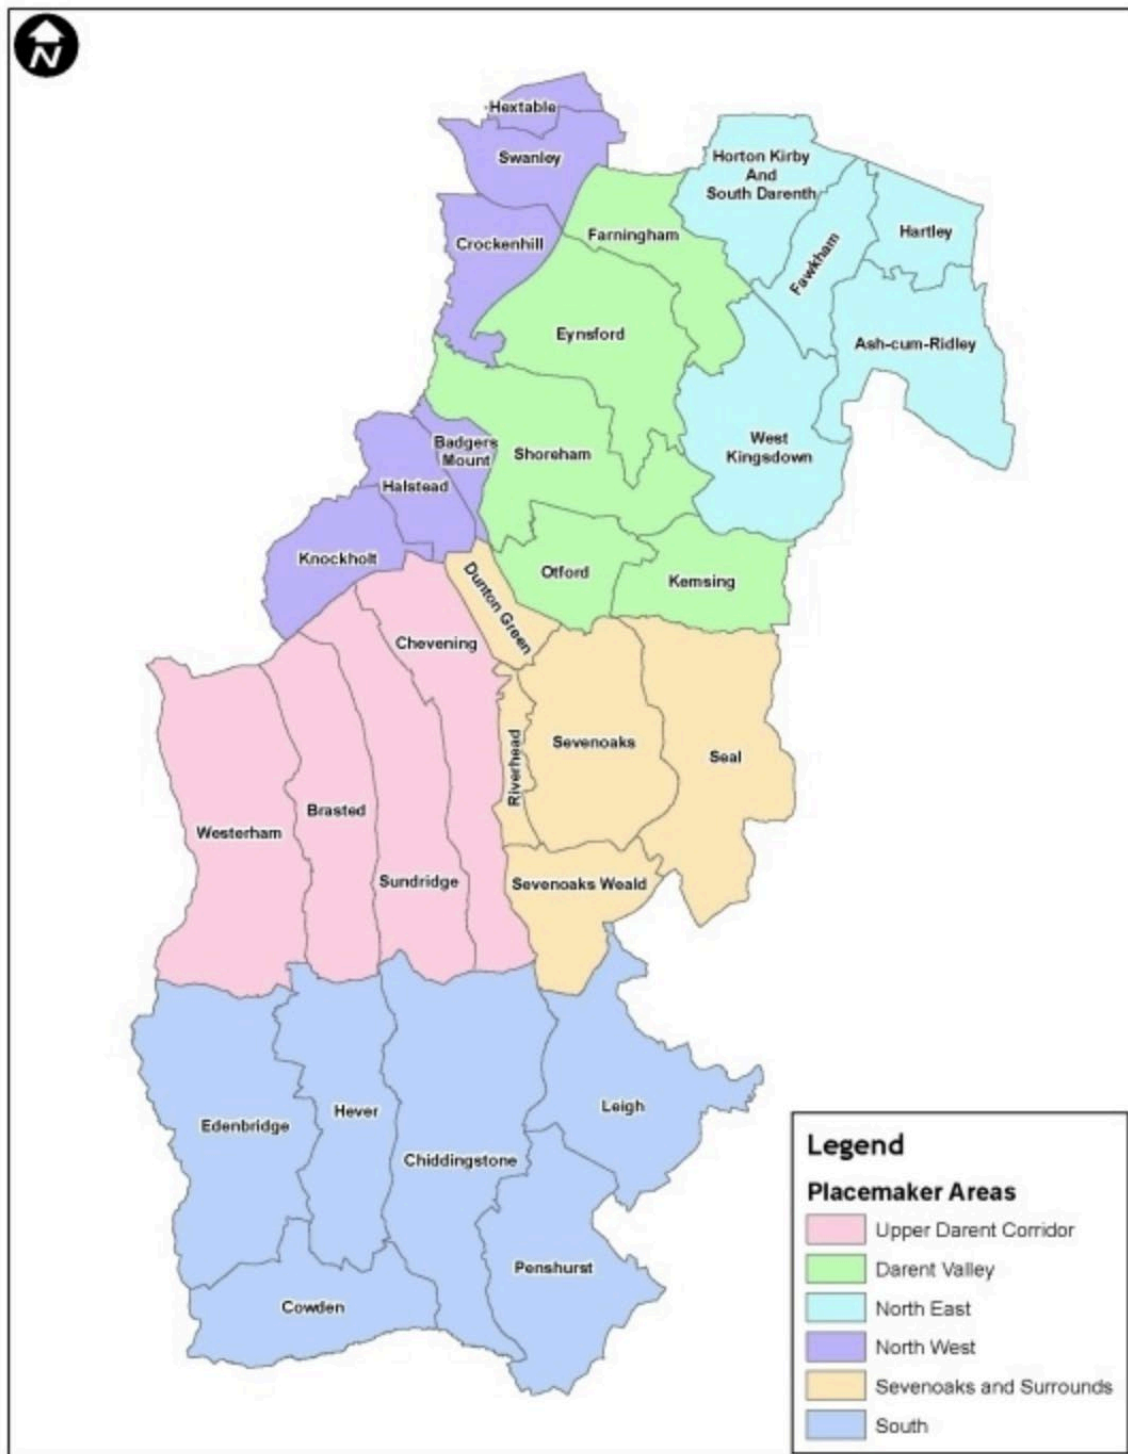 N
Hextable
Swanley
Horton Kirby
And
South Darenth
Farningham
Hartley
Crockenhill
Fawkham
Eynsford
Ash-cum-Ridley
Badgers
Mount
Shoreham
West
Kingsdown
Halstead
Knockholt
Otford
Kemsing
Dunton Green
Chevening
Sevenoaks
Seal
Riverhead
Brasted
Westerham
Sundridge
Sevenoaks Weald
Edenbridge
Hever
Leigh
Chiddingstone
Penshurst
Cowden
Legend
Placemaker Areas
Upper Darent Corridor
Darent Valley
North East
North West
Sevenoaks and Surrounds
South